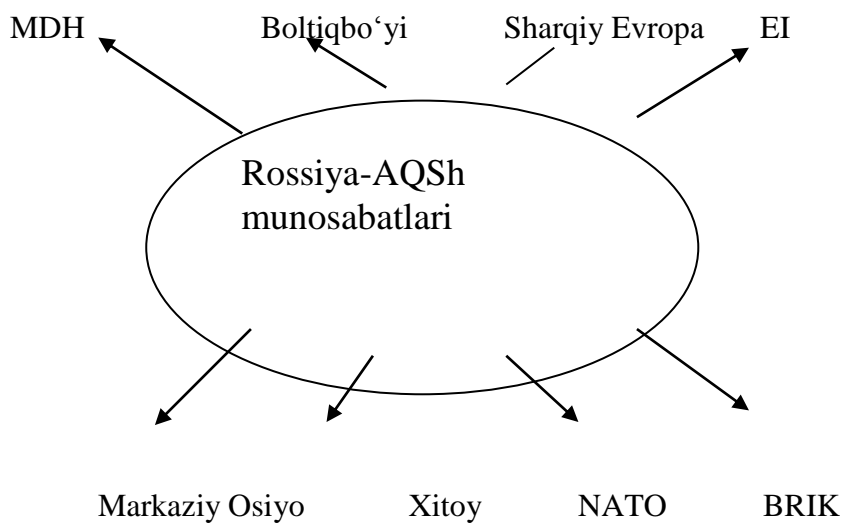 MDH Boltiqbo‘yi Sharqiy Evropa EI
Rossiya-AQSh
munosabatlari
Markaziy Osiyo Xitoy NATO BRIK